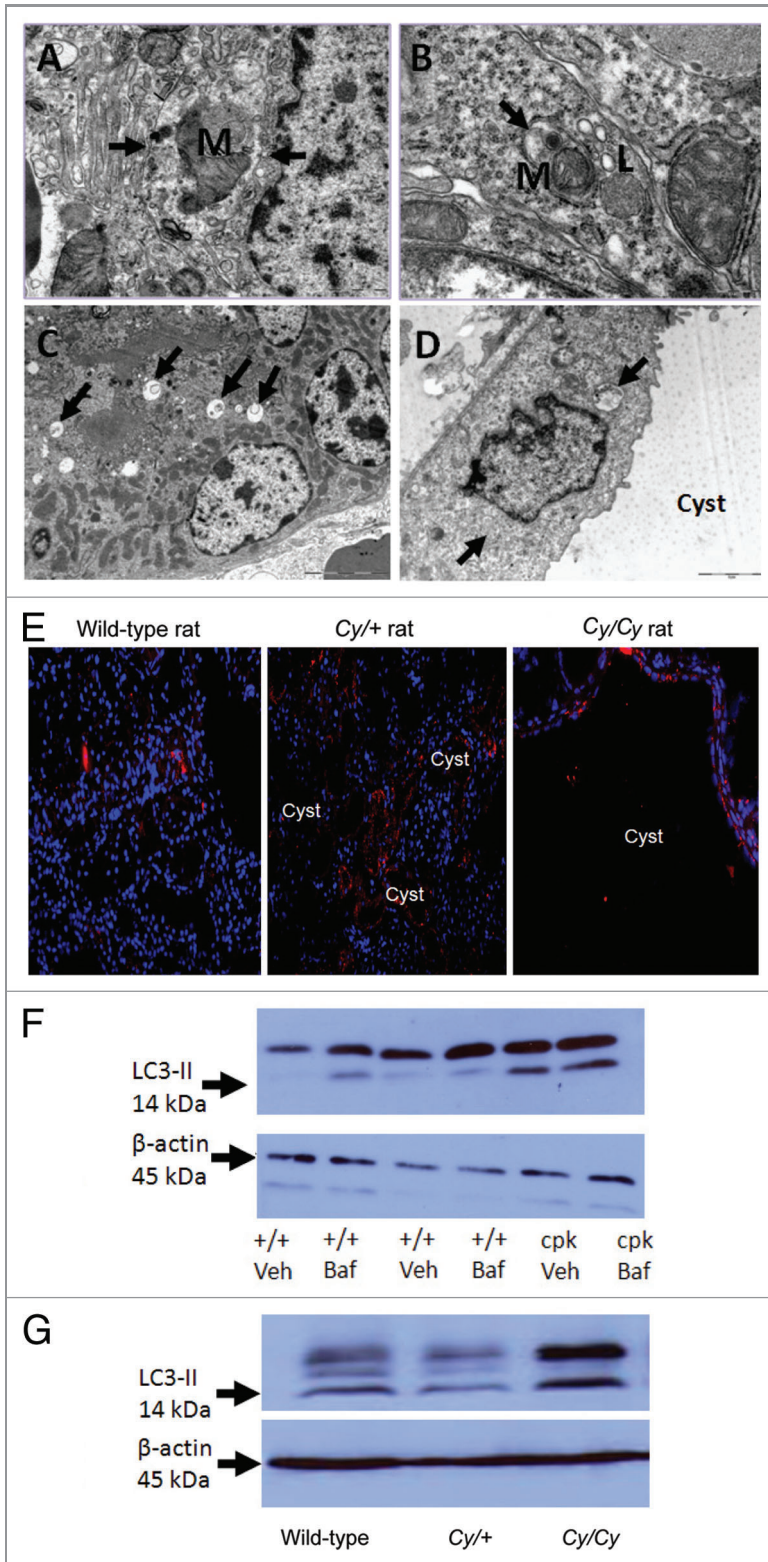 A
M
B
M
L
C
D
Cyst
E
Wild-type rat
Cy/+ rat
Cy/Cy rat
Cyst
Cyst
Cyst
Cyst
F
LC3-II
14 kDa
β-actin
45 kDa
+/+ +/+ +/+ +/+ cpk cpk
Veh Baf Veh Baf Veh Baf
G
LC3-II
14 kDa
β-actin
45 kDa
Wild-type Cy/+ Cy/Cy